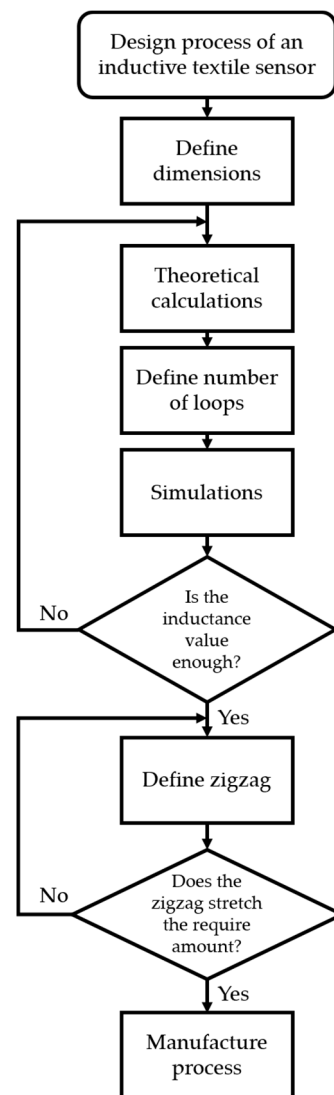 Design process of an
inductive textile sensor
Define
dimensions
Theoretical
calculations
Define number
of loops
Simulations
Is the
inductance
value
enough?
No
Yes
Define zigzag
Does the
zigzag stretch
the require
amount?
No
Yes
Manufacture
process